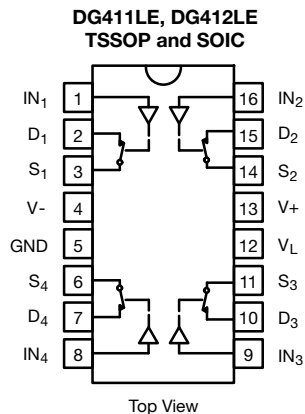 DG411LE, DG412LE
TSSOP and SOIC
IN1 1 16 IN2
D1 2 15 D2
S1 3 14 S2
V- 4 13 V+
GND 5 12 VL
S4 6 11 S3
D4 7 10 D3
IN4 8 9 IN3
Top View